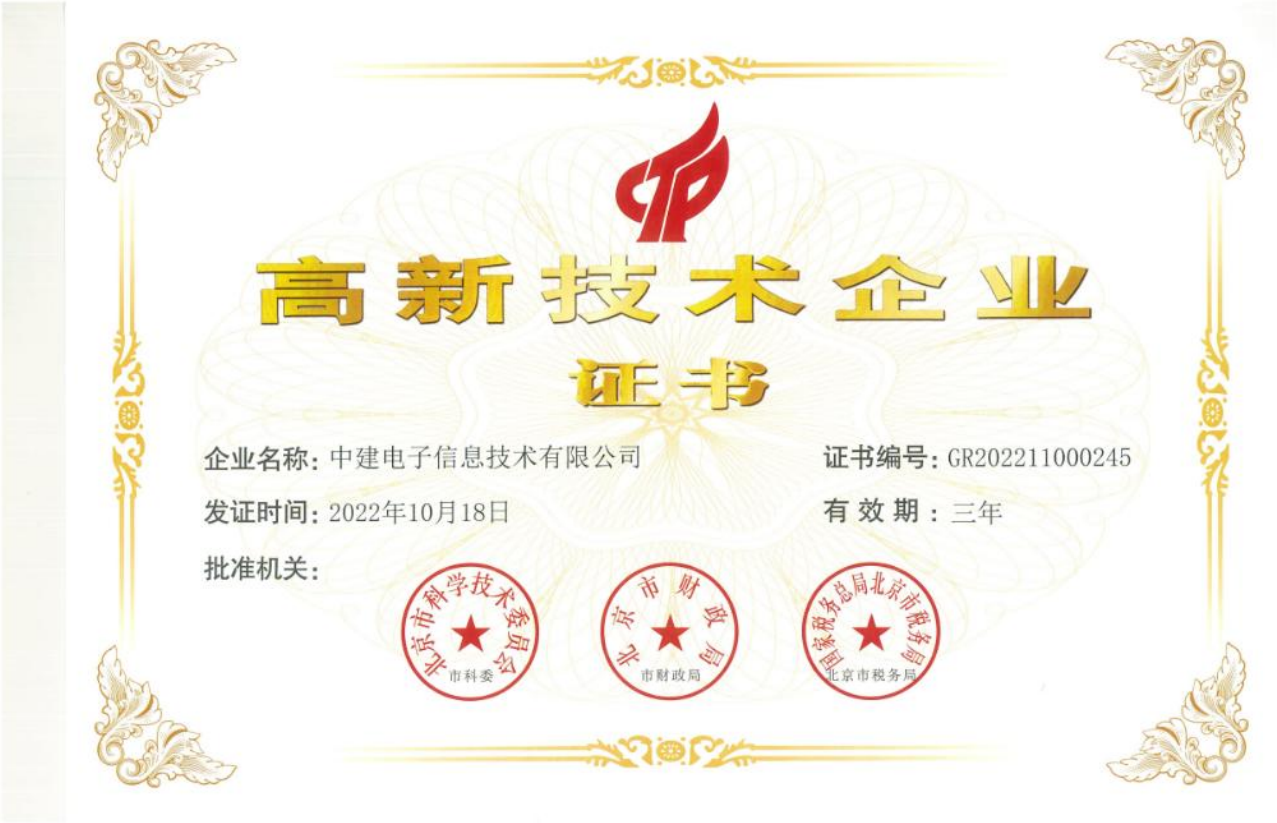 高新技术企业
证书
企业名称：中建电子信息技术有限公司
证书编号：GR202211000245
发证时间：2022年10月18日
有效期：三年
批准机关：
北京市科学技术委员会
市科委
北京市财政局
市财政局
国家税务总局北京市税务局
北京市税务局